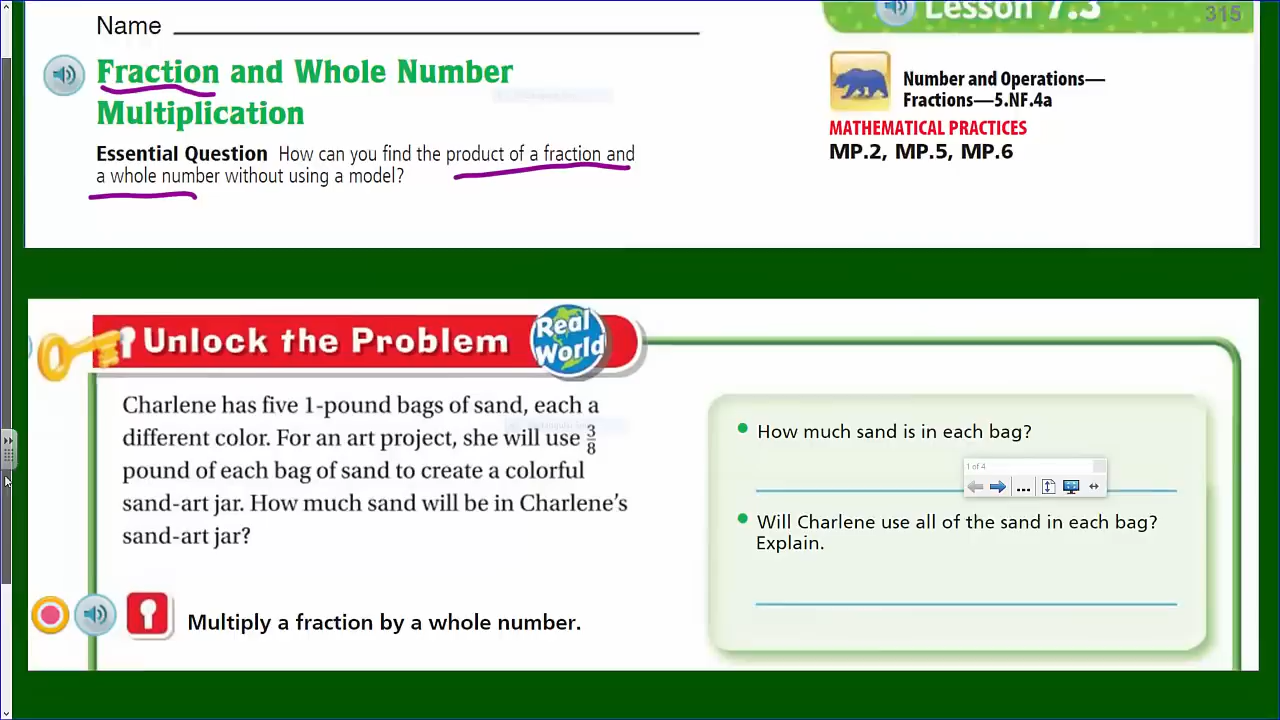 Name
Lesson 7.3
315
Fraction and Whole Number
Multiplication
Essential Question How can you find the product of a fraction and
a whole number without using a model?
Number and Operations—
Fractions—5.NF.4a
MATHEMATICAL PRACTICES
MP.2, MP.5, MP.6
Unlock the Problem
Real
World
Charlene has five 1-pound bags of sand, each a
different color. For an art project, she will use 3/8
pound of each bag of sand to create a colorful
sand-art jar. How much sand will be in Charlene’s
sand-art jar?
Multiply a fraction by a whole number.
How much sand is in each bag?
1 of 4
Will Charlene use all of the sand in each bag?
Explain.